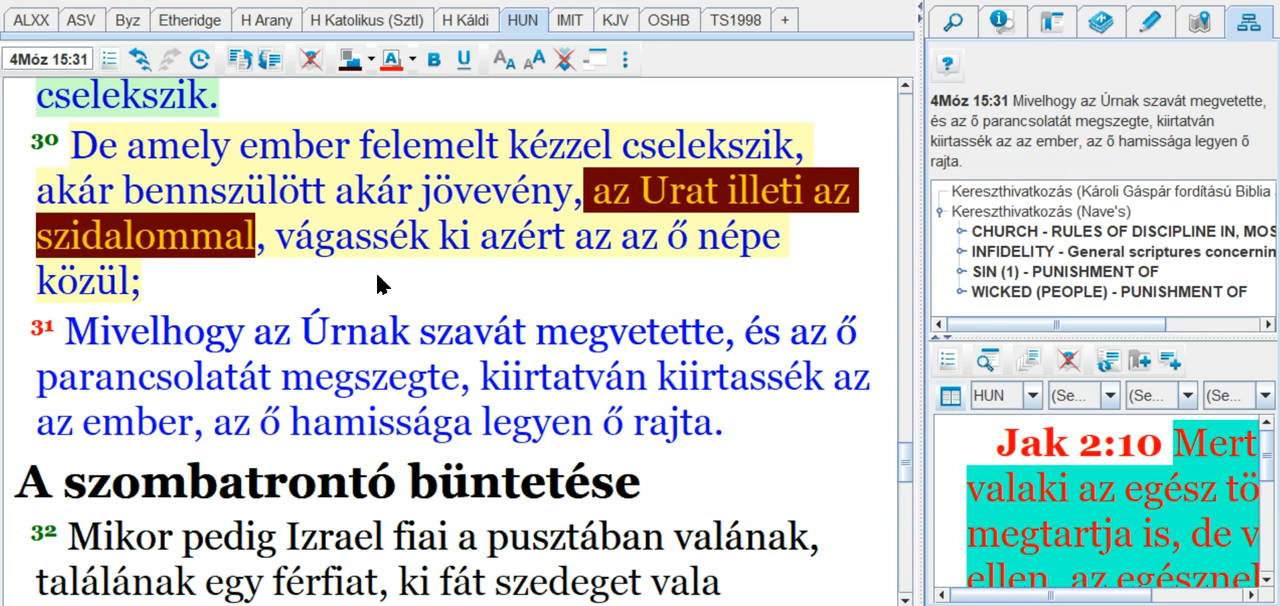 ALXX ASV Byz Etheridge H Arany H Katolikus (Sztl) H Káldi HUN IMIT KJV OSHB TS1998 +
4Móz 15:31
cselekszik.
30 De amely ember felemelt kézzel cselekszik,
akár bennszülött akár jövevény, az Urat illeti az
szidalommal, vágassék ki azért az az ő népe
közül;
31 Mivelhogy az Úrnak szavát megvetette, és az ő
parancsolatát megszegte, kiirtatván kiirtassék az
az ember, az ő hamissága legyen ő rajta.
A szombatrontó büntetése
32 Mikor pedig Izrael fiai a pusztában valának,
találának egy férfiat, ki fát szedeget vala
4Móz 15:31 Mivelhogy az Úrnak szavát megvetette,
és az ő parancsolatát megszegte, kiirtatván
kiirtassék az az ember, az ő hamissága legyen ő
rajta.
Kereszthivatkozás (Károli Gáspár fordítású Biblia
Kereszthivatkozás (Nave's)
CHURCH - RULES OF DISCIPLINE IN, MOS
INFIDELITY - General scriptures concernin
SIN (1) - PUNISHMENT OF
WICKED (PEOPLE) - PUNISHMENT OF
HUN (Se... (Se... (Se...
Jak 2:10 Mert
valaki az egész tö
megtartja is, de v
ellen, az egésznel